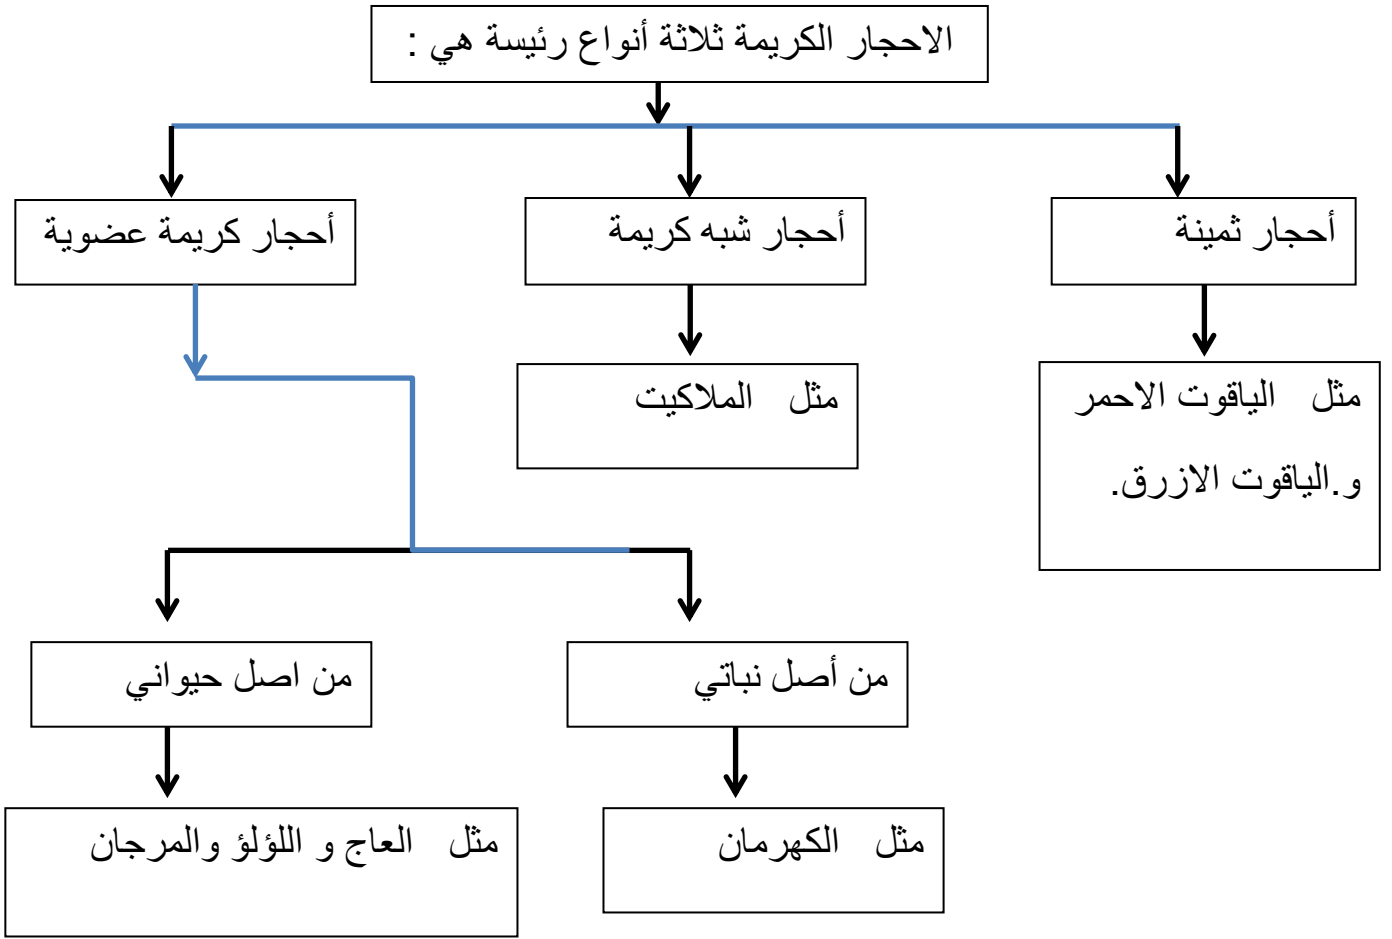 الاحجار الكريمة ثلاثة أنواع رئيسة هي :
أحجار ثمينة
أحجار شبه كريمة
أحجار كريمة عضوية
مثل الياقوت الاحمر
و.الياقوت الازرق.
مثل الملاكيت
من أصل نباتي
من اصل حيواني
مثل الكهرمان
مثل العاج و اللؤلؤ والمرجان